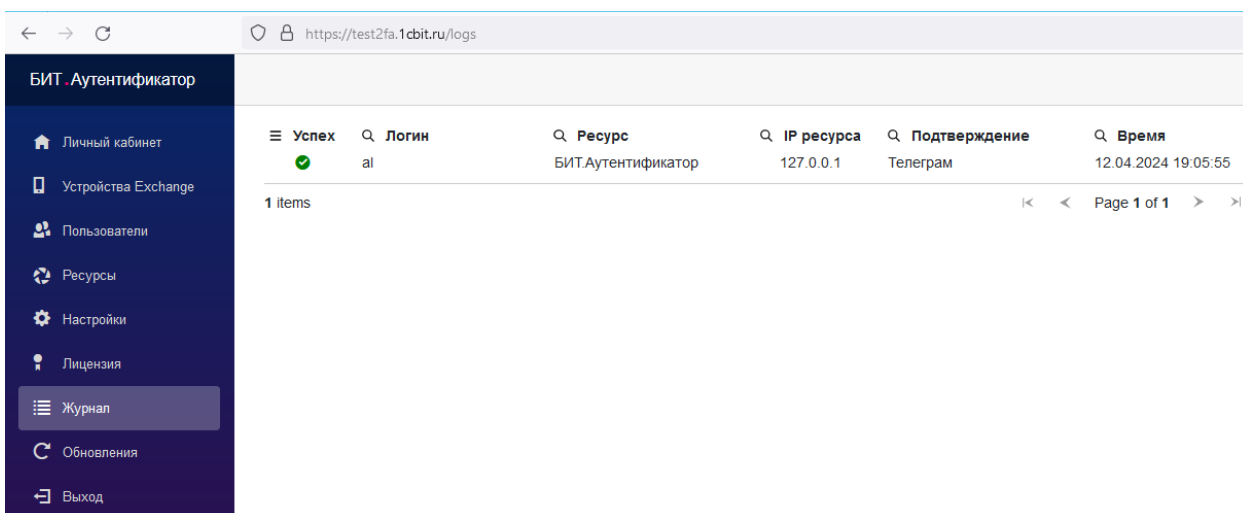 https://test2fa.1cbit.ru/logs
БИТ.Аутентификатор
Личный кабинет
Устройства Exchange
Пользователи
Ресурсы
Настройки
Лицензия
Журнал
Обновления
Выход
Успех Логин Ресурс IP ресурса Подтверждение Время
al БИТ.Аутентификатор 127.0.0.1 Телеграм 12.04.2024 19:05:55
1 items Page 1 of 1